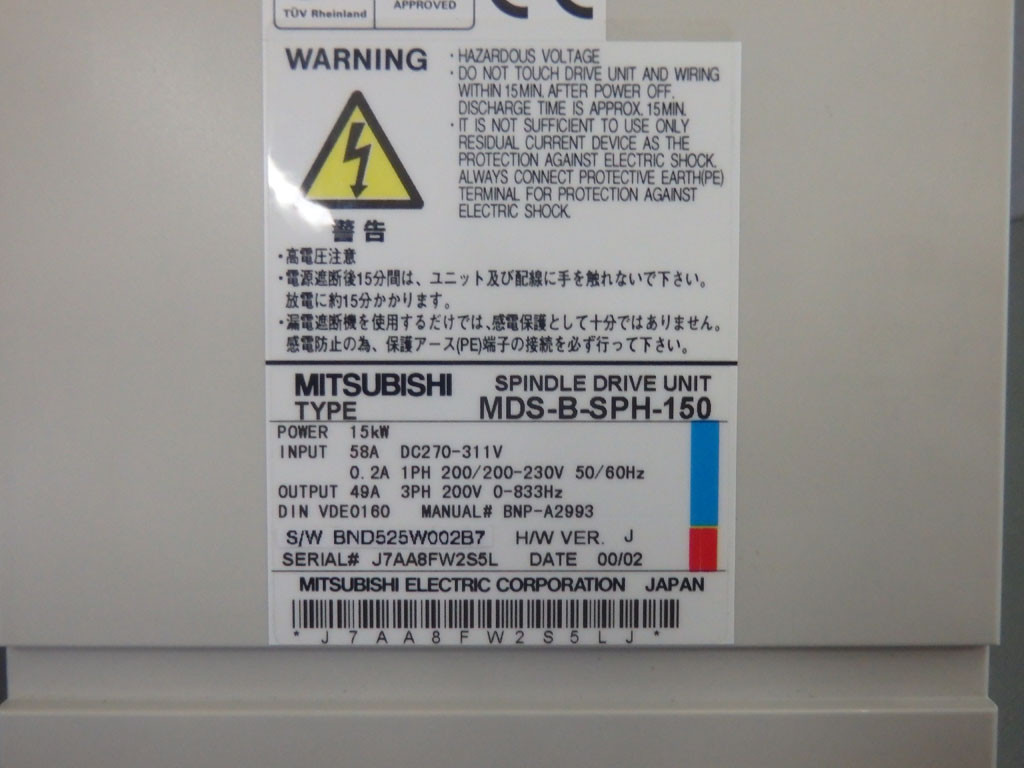 TÜV Rheinland
APPROVED
CE
WARNING
・HAZARDOUS VOLTAGE
・DO NOT TOUCH DRIVE UNIT AND WIRING
WITHIN 15MIN. AFTER POWER OFF.
DISCHARGE TIME IS APPROX. 15MIN.
・IT IS NOT SUFFICIENT TO USE ONLY
RESIDUAL CURRENT DEVICE AS THE
PROTECTION AGAINST ELECTRIC SHOCK.
ALWAYS CONNECT PROTECTIVE EARTH(PE)
TERMINAL FOR PROTECTION AGAINST
ELECTRIC SHOCK.
警告
・高電圧注意
・電源遮断後15分間は、ユニット及び配線に手を触れないで下さい。
放電に約15分かかります。
・漏電遮断機を使用するだけでは、感電保護として十分ではありません。
感電防止の為、保護アース(PE)端子の接続を必ず行って下さい。
MITSUBISHI SPINDLE DRIVE UNIT
TYPE MDS-B-SPH-150
POWER 15kW
INPUT 58A DC270-311V
0.2A 1PH 200/200-230V 50/60Hz
OUTPUT 49A 3PH 200V 0-833Hz
DIN VDE0160 MANUAL# BNP-A2993
S/W BND525W002B7 H/W VER. J
SERIAL# J7AA8FW2S5L DATE 00/02
MITSUBISHI ELECTRIC CORPORATION JAPAN
*J7AA8FW2S5LJ*